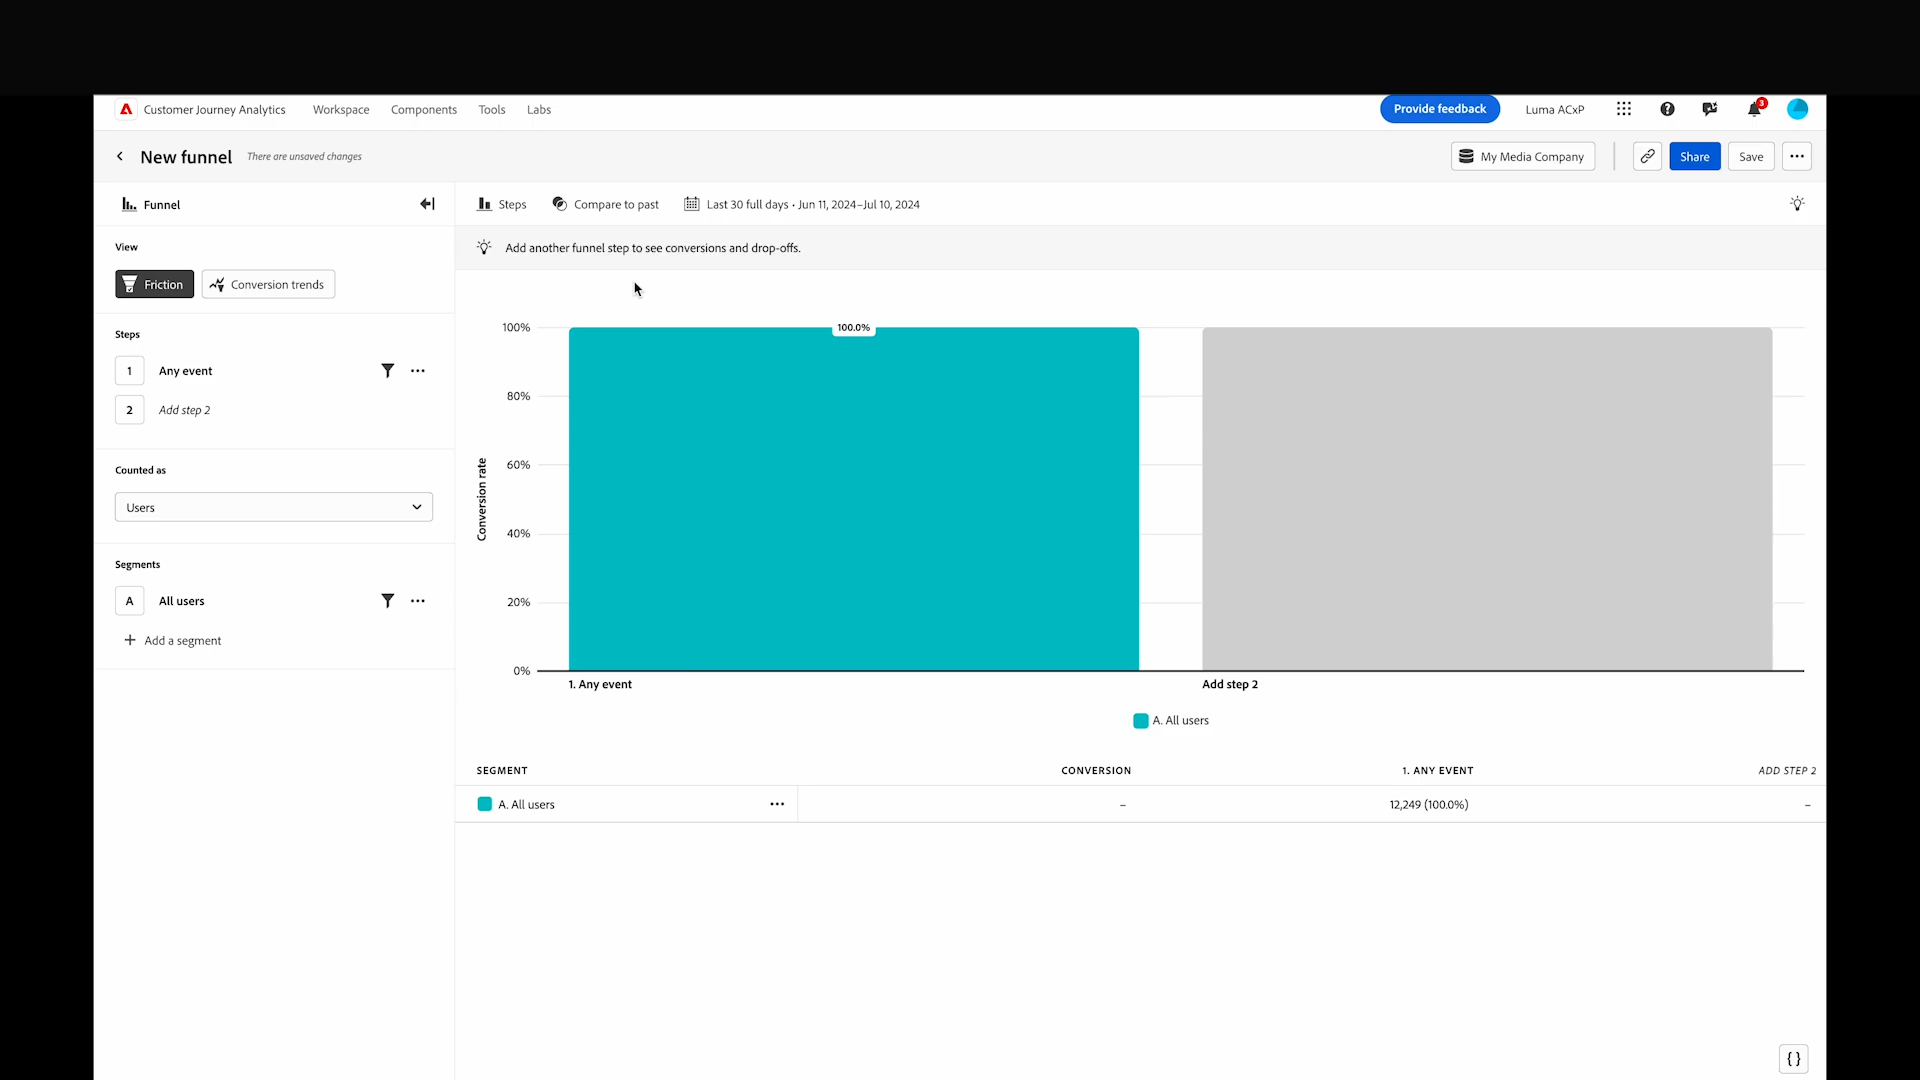 Customer Journey Analytics Workspace Components Tools Labs Provide feedback Luma ACxP 3
New funnel There are unsaved changes My Media Company Share Save
Funnel
View
Friction Conversion trends
Steps
1 Any event
2 Add step 2
Counted as
Users
Segments
A All users
Add a segment
Steps Compare to past Last 30 full days • Jun 11, 2024–Jul 10, 2024
Add another funnel step to see conversions and drop-offs.
Conversion rate
100%
80%
60%
40%
20%
0%
100.0%
1. Any event Add step 2
A. All users
SEGMENT CONVERSION 1. ANY EVENT ADD STEP 2
A. All users – 12,249 (100.0%) –
{ }